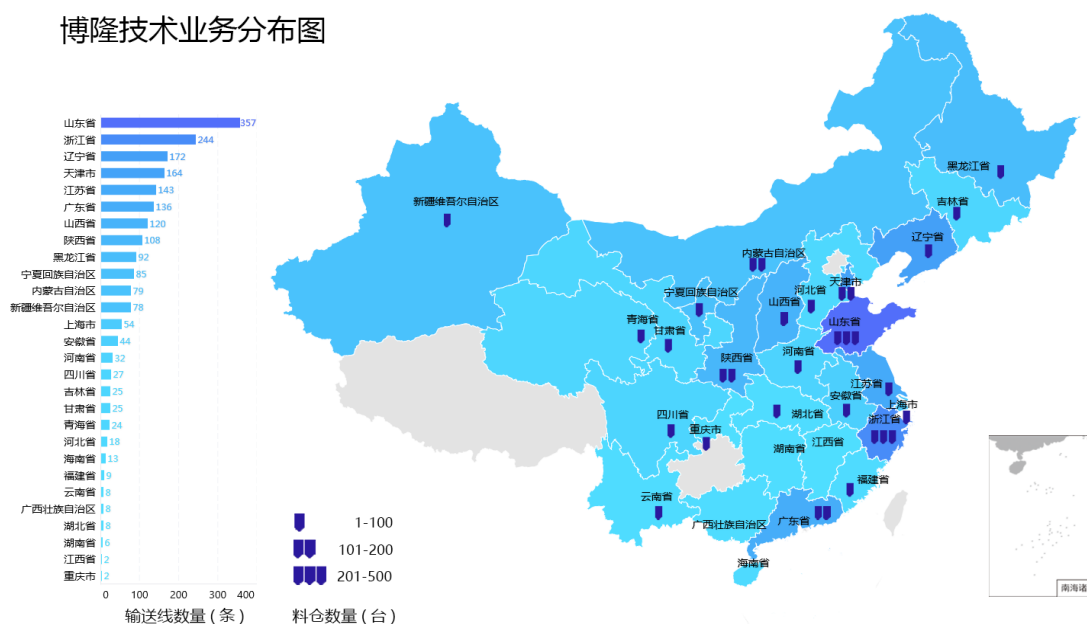 博隆技术业务分布图
山东省 357
浙江省 244
辽宁省 172
天津市 164
江苏省 143
广东省 136
山西省 120
陕西省 108
黑龙江省 92
宁夏回族自治区 85
内蒙古自治区 79
新疆维吾尔自治区 78
上海市 54
安徽省 44
河南省 32
四川省 27
吉林省 25
甘肃省 25
青海省 24
河北省 18
海南省 13
福建省 9
云南省 8
广西壮族自治区 8
湖北省 8
湖南省 6
江西省 2
重庆市 2
0 100 200 300 400
输送线数量 ( 条 )
1-100
101-200
201-500
料仓数量 ( 台 )
黑龙江省
吉林省
新疆维吾尔自治区
辽宁省
内蒙古自治区
天津市
宁夏回族自治区
河北省
山西省
青海省
山东省
甘肃省
陕西省
河南省
江苏省
安徽省
上海市
四川省
湖北省
浙江省
重庆市
江西省
湖南省
福建省
云南省
广东省
广西壮族自治区
海南省
南海诸